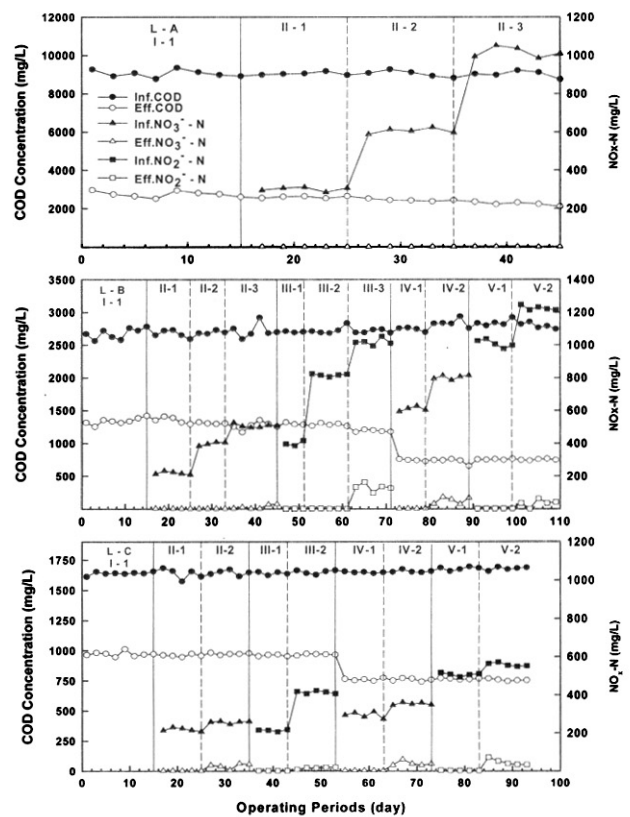 L - A
I - 1
II - 1
II - 2
II - 3
COD Concentration (mg/L)
12000
10000
8000
6000
4000
2000
1200
1000
800
600
400
200
NOx-N (mg/L)
Inf.COD
Eff.COD
Inf.NO₃⁻ - N
Eff.NO₃⁻ - N
Inf.NO₂⁻ - N
Eff.NO₂⁻ - N
0 10 20 30 40
L - B
I - 1
II-1
II-2
II-3
III-1
III-2
III-3
IV-1
IV-2
V-1
V-2
COD Concentration (mg/L)
3500
3000
2500
2000
1500
1000
500
1400
1200
1000
800
600
400
200
NOx-N (mg/L)
0 10 20 30 40 50 60 70 80 90 100 110
L - C
I - 1
II-1
II-2
III-1
III-2
IV-1
IV-2
V-1
V-2
COD Concentration (mg/L)
1750
1500
1250
1000
750
500
250
0
1200
1000
800
600
400
200
NOₓ-N (mg/L)
0 10 20 30 40 50 60 70 80 90 100
Operating Periods (day)